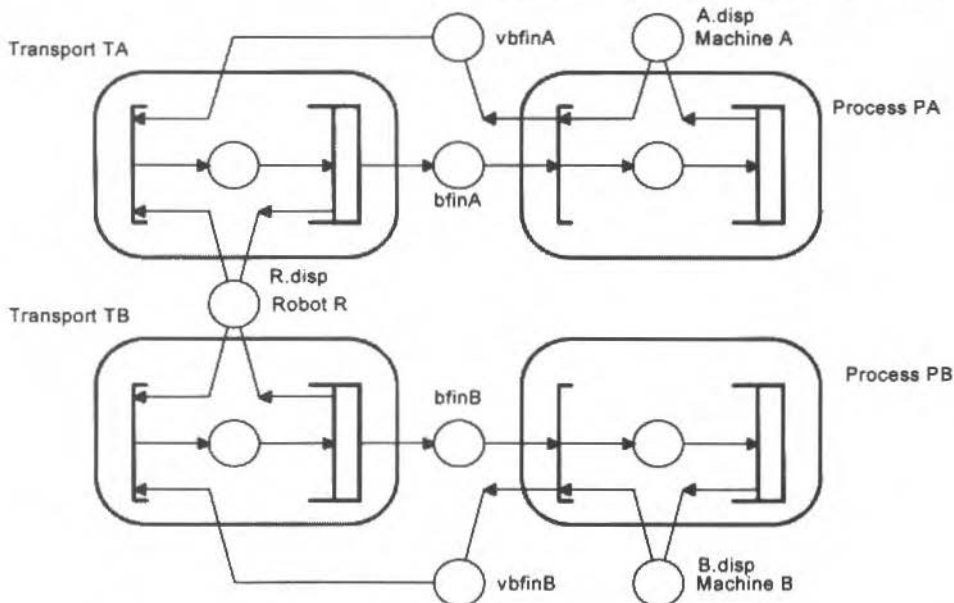 A.disp
vbfinA
Machine A
Transport TA
Process PA
bfinA
R.disp
Robot R
Transport TB
Process PB
bfinB
B.disp
vbfinB
Machine B